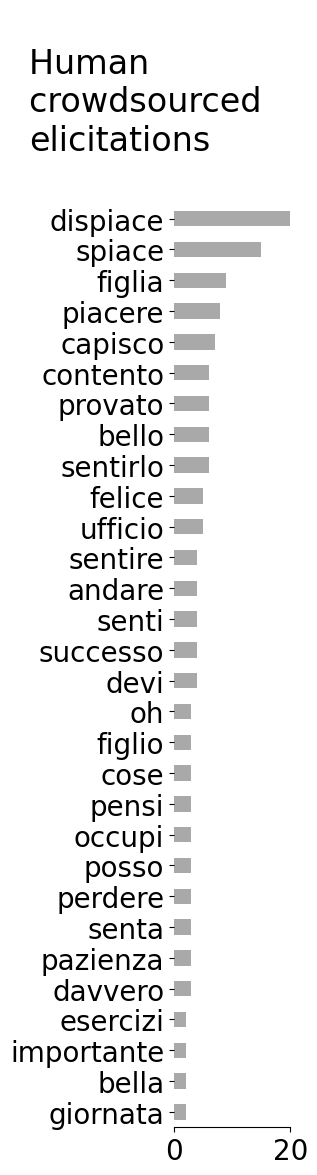 Human
crowdsourced
elicitations
dispiace
spiace
figlia
piacere
capisco
contento
provato
bello
sentirlo
felice
ufficio
sentire
andare
senti
successo
devi
oh
figlio
cose
pensi
occupi
posso
perdere
senta
pazienza
davvero
esercizi
importante
bella
giornata
0 20